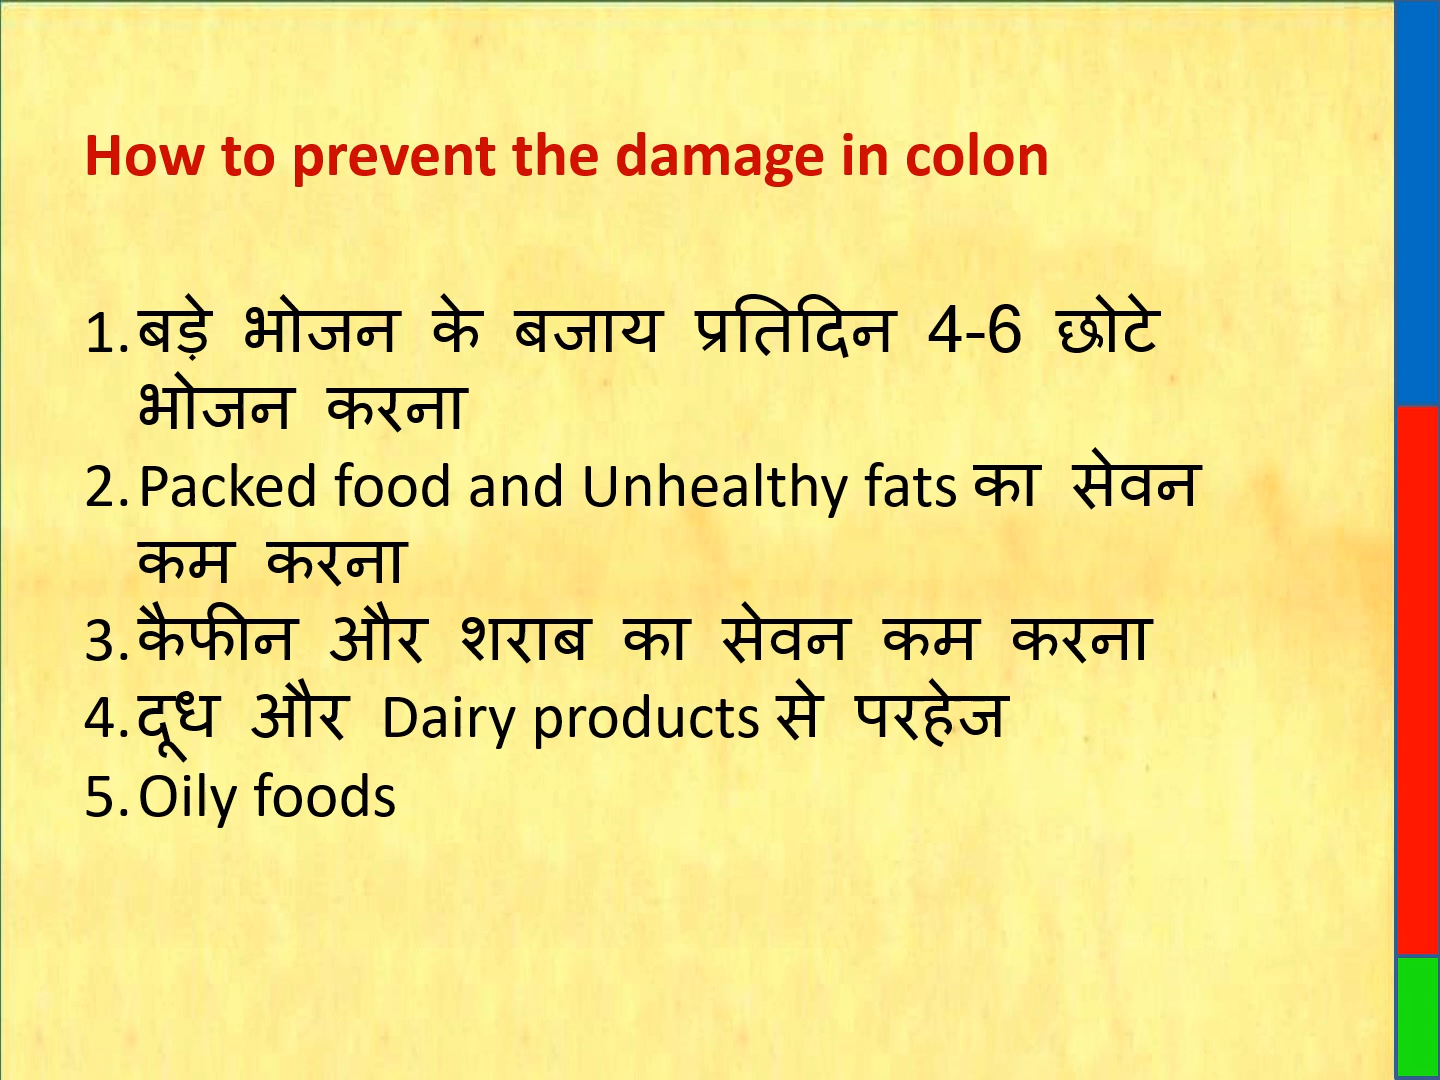 How to prevent the damage in colon
1. बड़े भोजन के बजाय प्रतिदिन 4-6 छोटे
भोजन करना
2. Packed food and Unhealthy fats का सेवन
कम करना
3. कैफीन और शराब का सेवन कम करना
4. दूध और Dairy products से परहेज
5. Oily foods